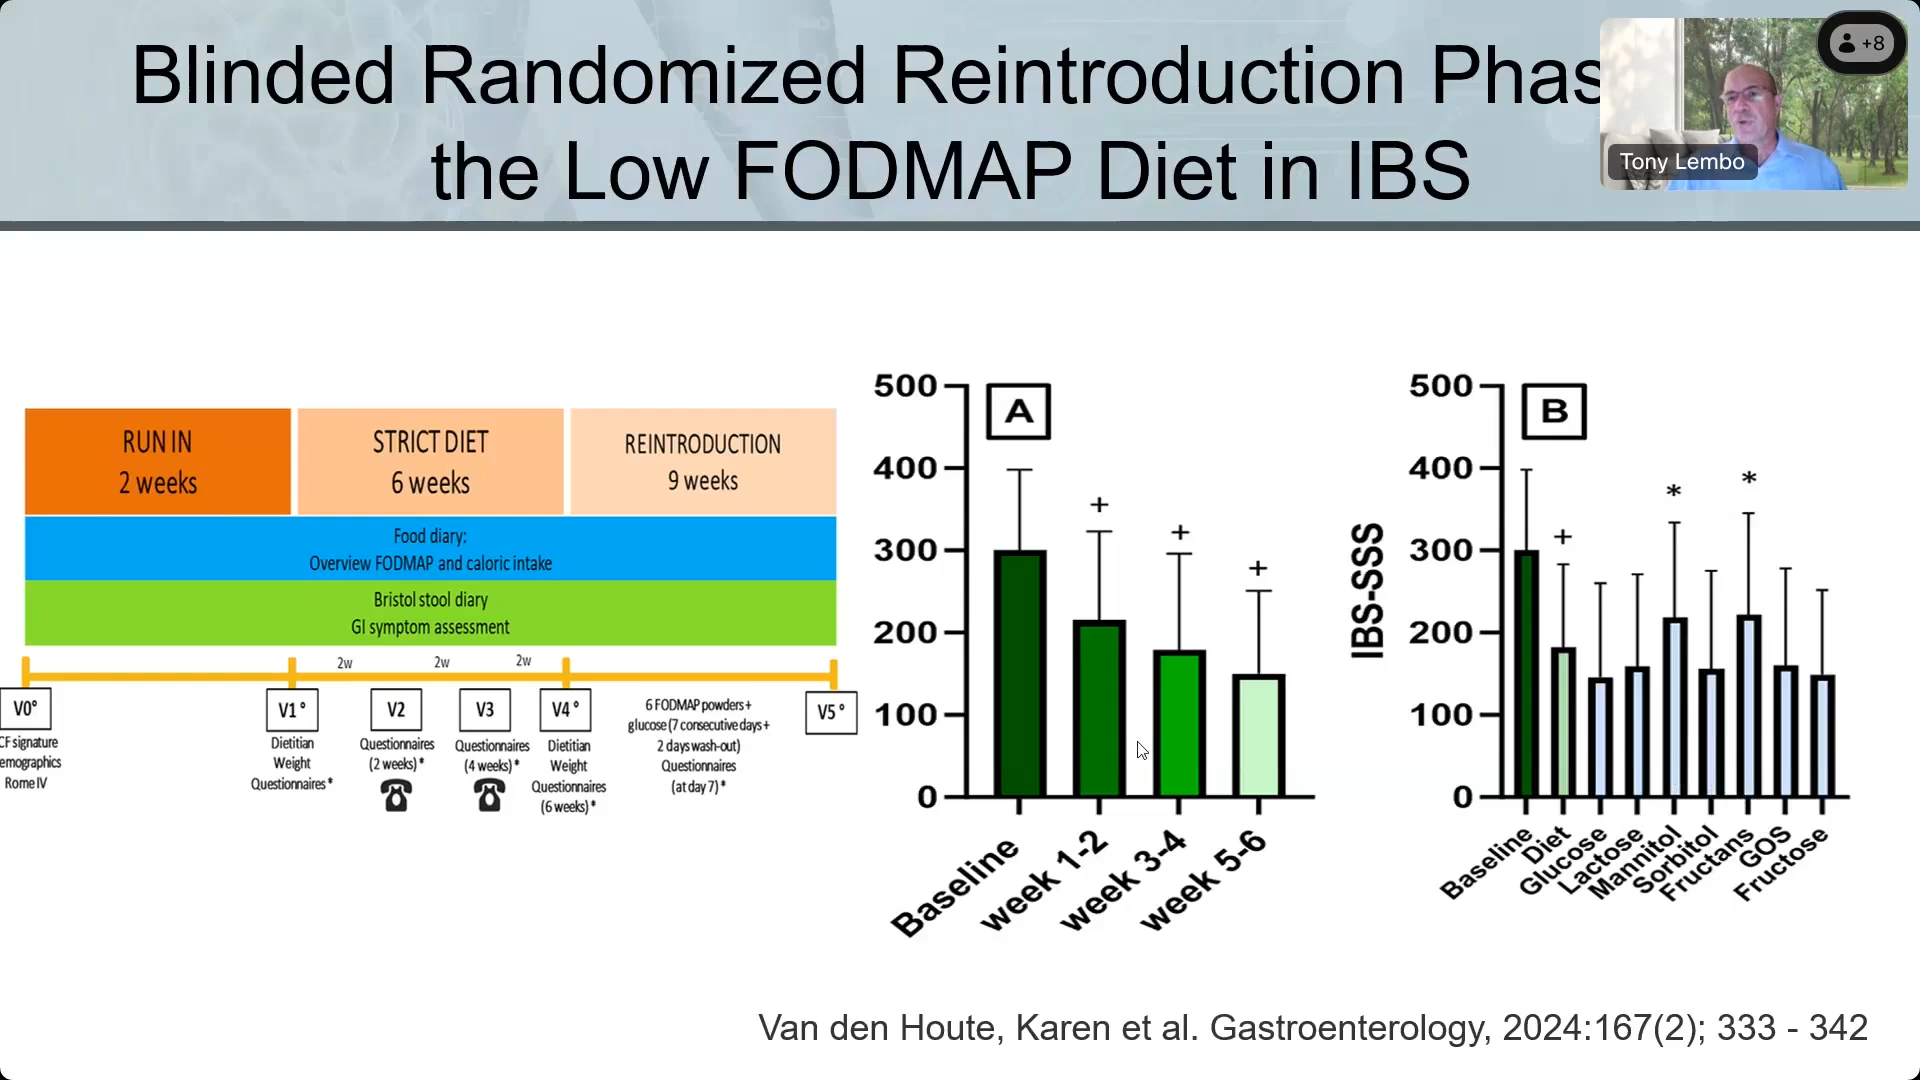 Blinded Randomized Reintroduction Phas
the Low FODMAP Diet in IBS
+8
Tony Lembo
RUN IN
2 weeks
STRICT DIET
6 weeks
REINTRODUCTION
9 weeks
Food diary:
Overview FODMAP and caloric intake
Bristol stool diary
GI symptom assessment
2w
2w
2w
V0°
CF signature
emographics
Rome IV
V1°
Dietitian
Weight
Questionnaires *
V2
Questionnaires
(2 weeks) *
V3
Questionnaires
(4 weeks) *
V4°
Dietitian
Weight
Questionnaires
(6 weeks) *
6 FODMAP powders +
glucose (7 consecutive days +
2 days wash-out)
Questionnaires
(at day 7) *
V5°
A
500
400
300
200
100
0
+
+
+
Baseline
week 1-2
week 3-4
week 5-6
B
IBS-SSS
500
400
300
200
100
0
+
*
*
Baseline
Diet
Glucose
Lactose
Mannitol
Sorbitol
Fructans
GOS
Fructose
Van den Houte, Karen et al. Gastroenterology, 2024:167(2); 333 - 342